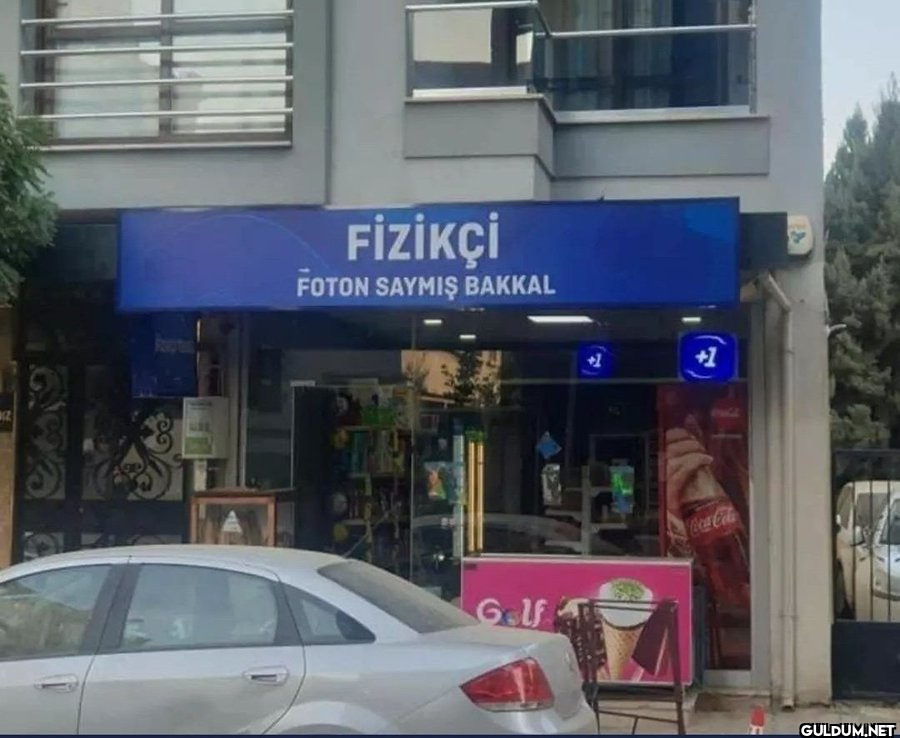 FİZİKÇİ
FOTON SAYMIŞ BAKKAL
+1
+1
Coca-Cola
Golf
GULDUM.NET